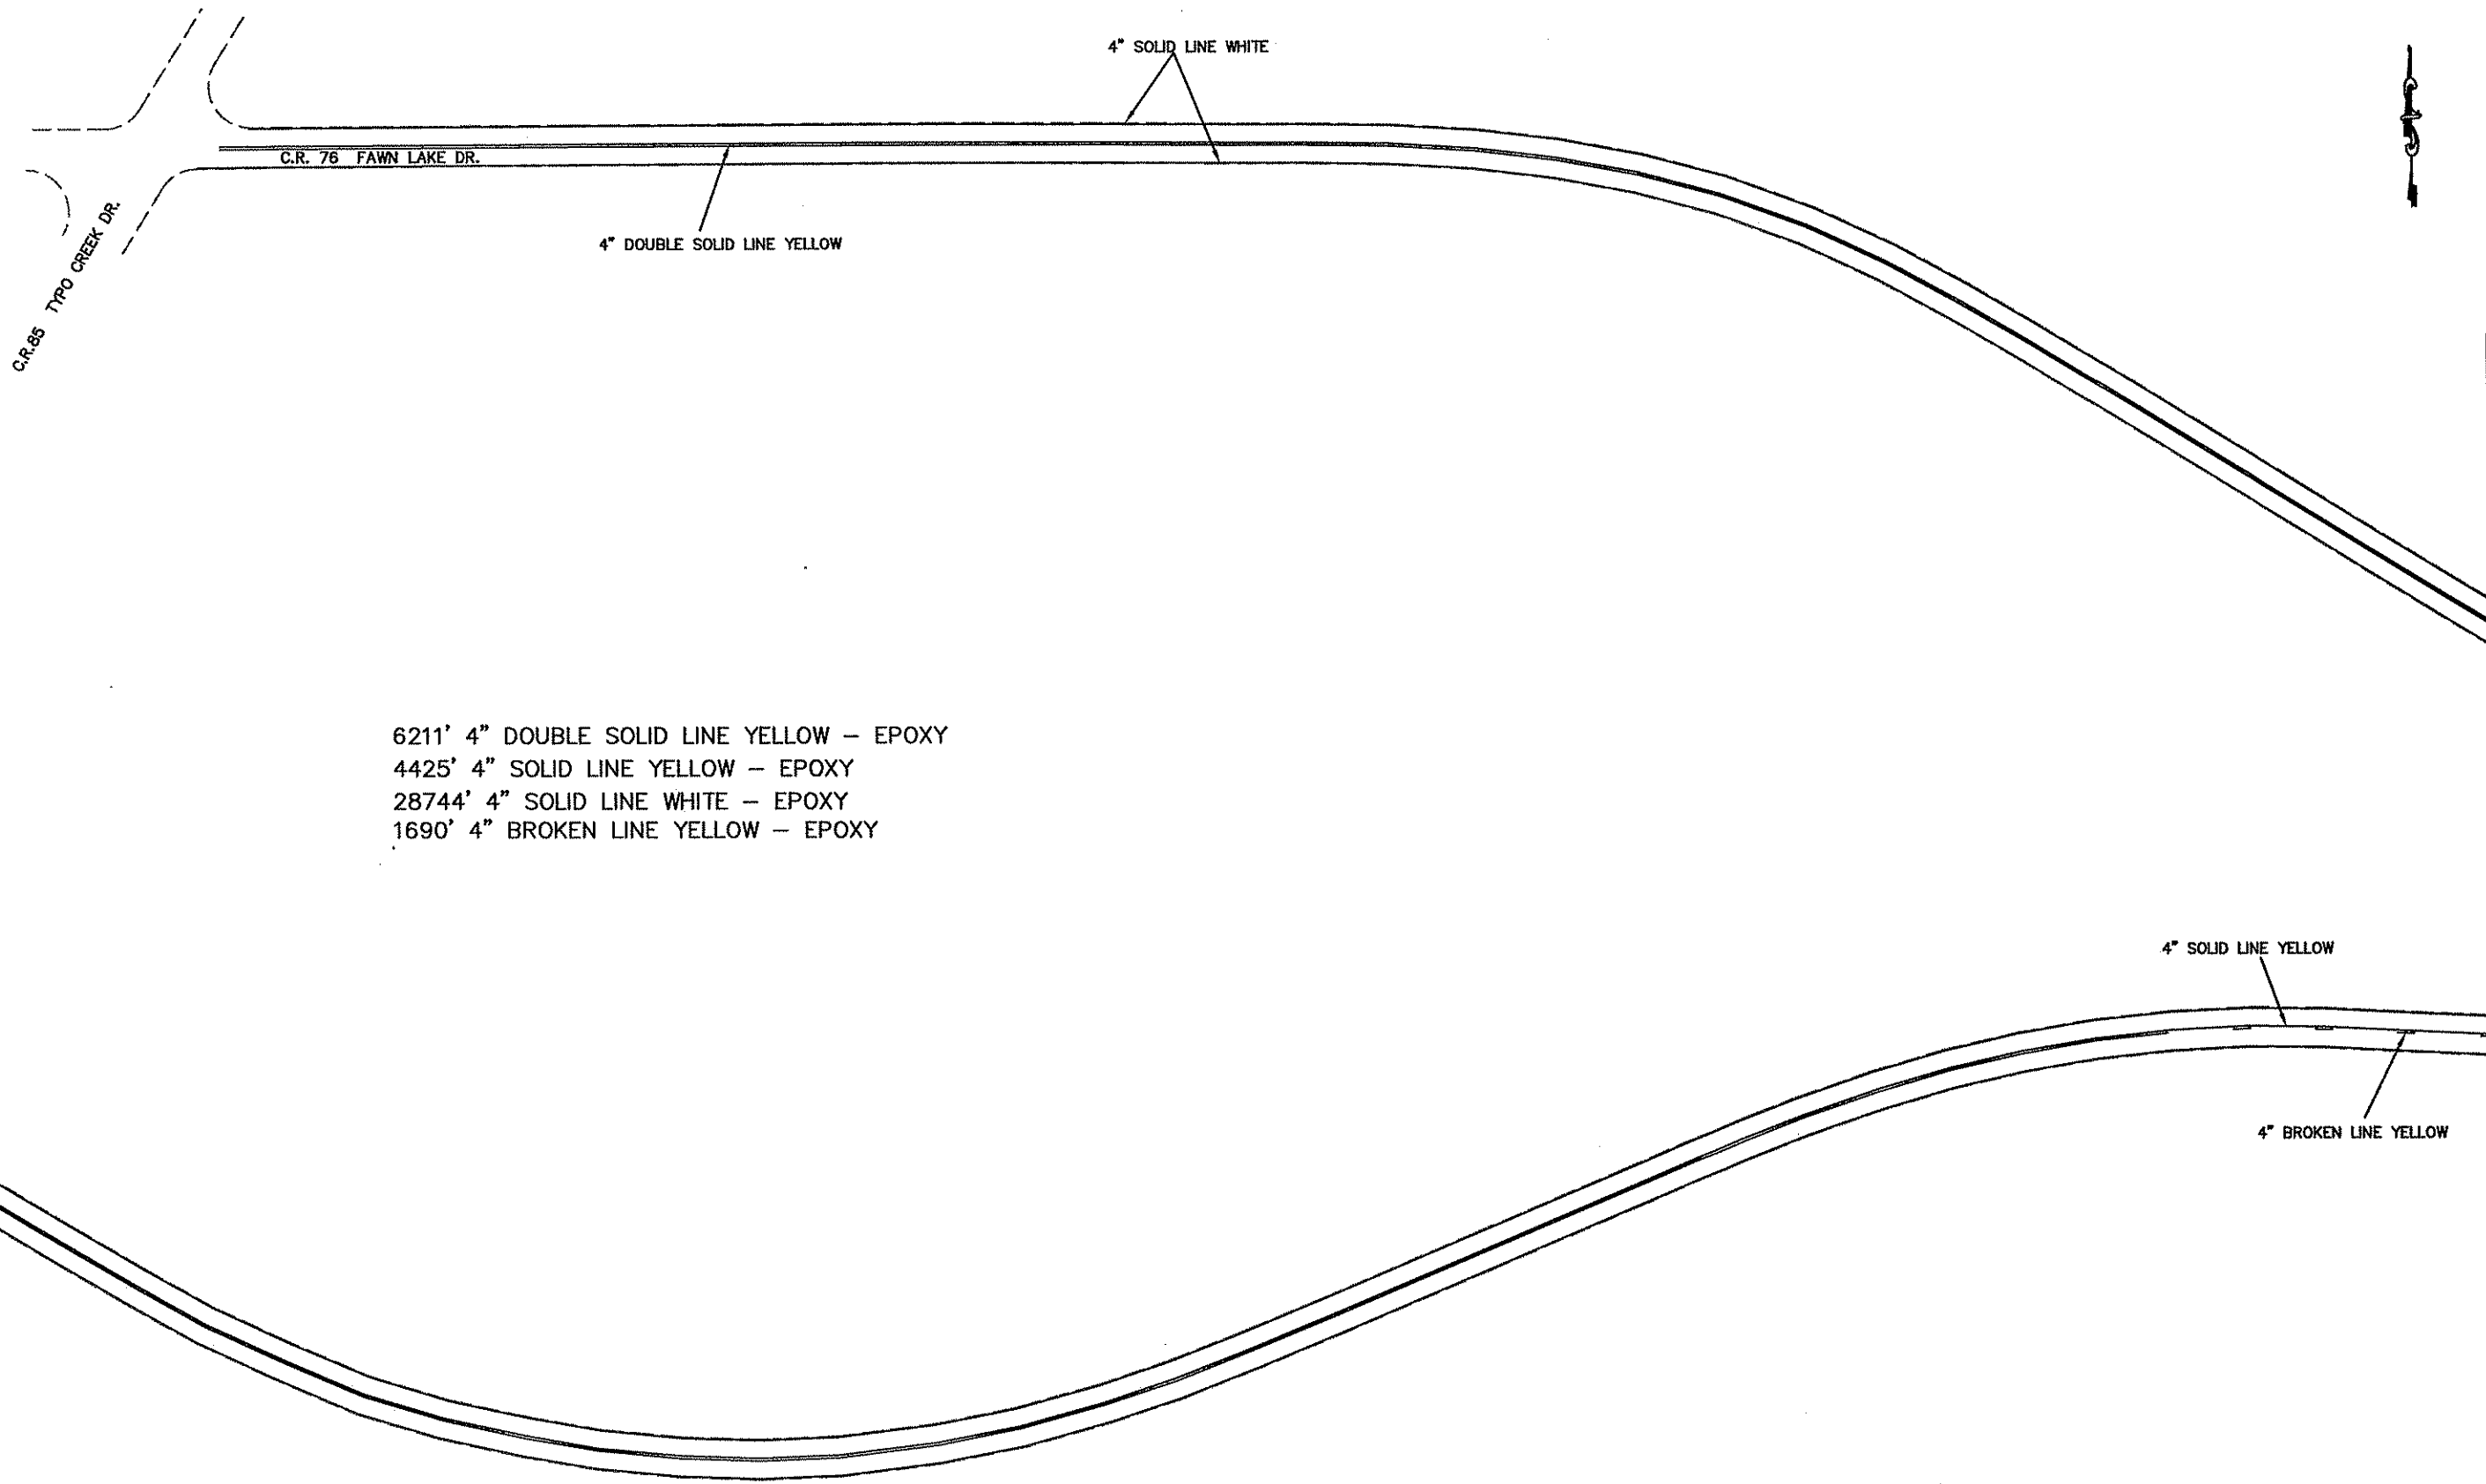 4" SOLID LINE WHITE
C.R. 76 FAWN LAKE DR.
4" DOUBLE SOLID LINE YELLOW
C.R.85 TYPO CREEK DR.
6211' 4" DOUBLE SOLID LINE YELLOW – EPOXY
4425' 4" SOLID LINE YELLOW – EPOXY
28744' 4" SOLID LINE WHITE – EPOXY
1690' 4" BROKEN LINE YELLOW – EPOXY
4" SOLID LINE YELLOW
4" BROKEN LINE YELLOW